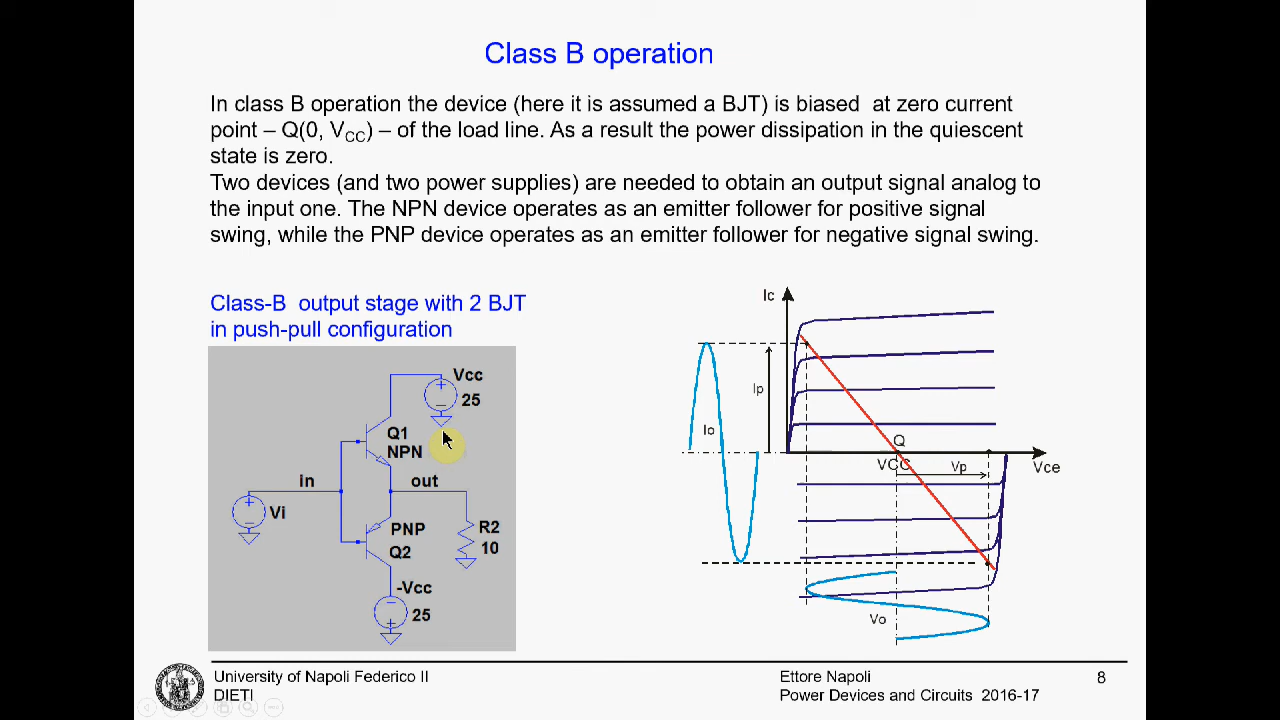 Class B operation
In class B operation the device (here it is assumed a BJT) is biased at zero current
point – Q(0, VCC) – of the load line. As a result the power dissipation in the quiescent
state is zero.
Two devices (and two power supplies) are needed to obtain an output signal analog to
the input one. The NPN device operates as an emitter follower for positive signal
swing, while the PNP device operates as an emitter follower for negative signal swing.
Class-B output stage with 2 BJT
in push-pull configuration
Vcc
25
Q1
NPN
in
out
Vi
PNP
Q2
R2
10
-Vcc
25
Ic
Ip
Io
Q
VCC
Vp
Vce
Vo
University of Napoli Federico II
DIETI
Ettore Napoli
Power Devices and Circuits 2016-17
8